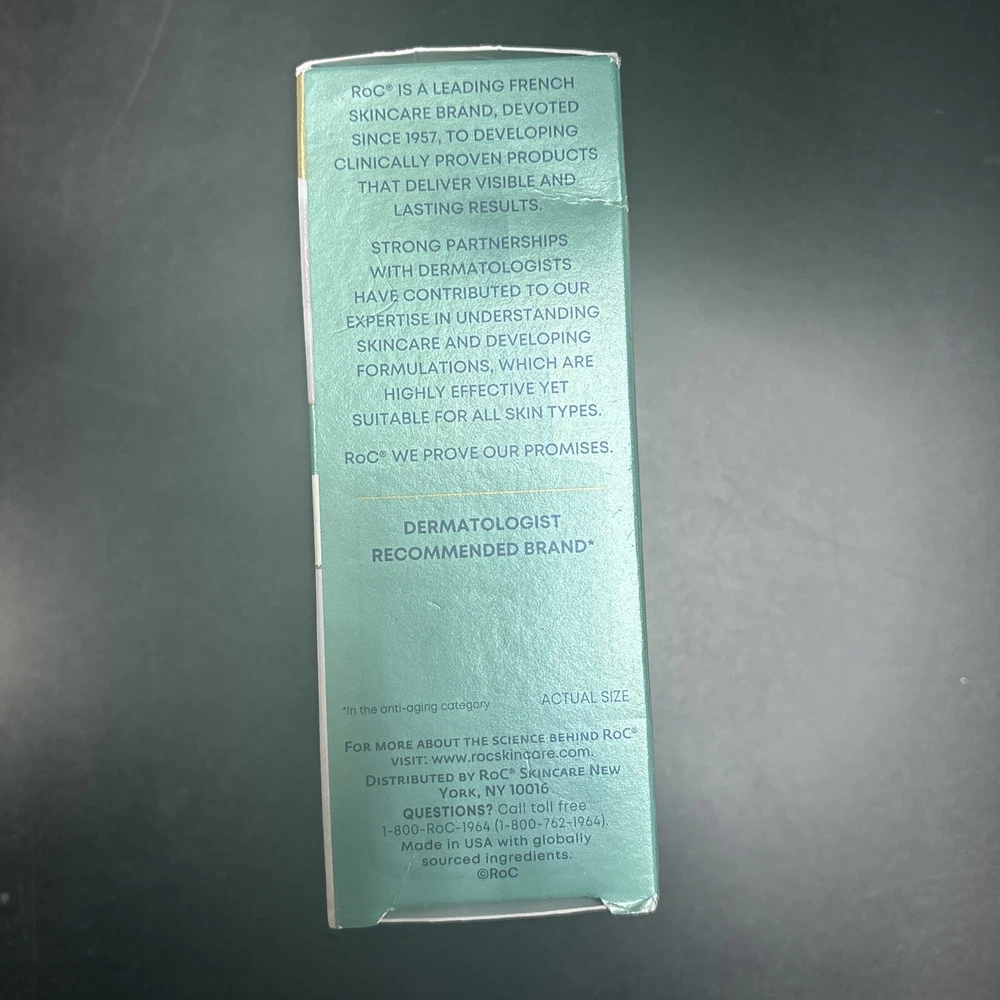 RoC® IS A LEADING FRENCH
SKINCARE BRAND, DEVOTED
SINCE 1957, TO DEVELOPING
CLINICALLY PROVEN PRODUCTS
THAT DELIVER VISIBLE AND
LASTING RESULTS.
STRONG PARTNERSHIPS
WITH DERMATOLOGISTS
HAVE CONTRIBUTED TO OUR
EXPERTISE IN UNDERSTANDING
SKINCARE AND DEVELOPING
FORMULATIONS, WHICH ARE
HIGHLY EFFECTIVE YET
SUITABLE FOR ALL SKIN TYPES.
RoC® WE PROVE OUR PROMISES.
DERMATOLOGIST
RECOMMENDED BRAND*
*In the anti-aging category
ACTUAL SIZE
FOR MORE ABOUT THE SCIENCE BEHIND ROC®
VISIT: www.rocskincare.com.
DISTRIBUTED BY ROC® SKINCARE NEW
YORK, NY 10016
QUESTIONS? Call toll free
1-800-RoC-1964 (1-800-762-1964).
Made in USA with globally
sourced ingredients.
©RoC